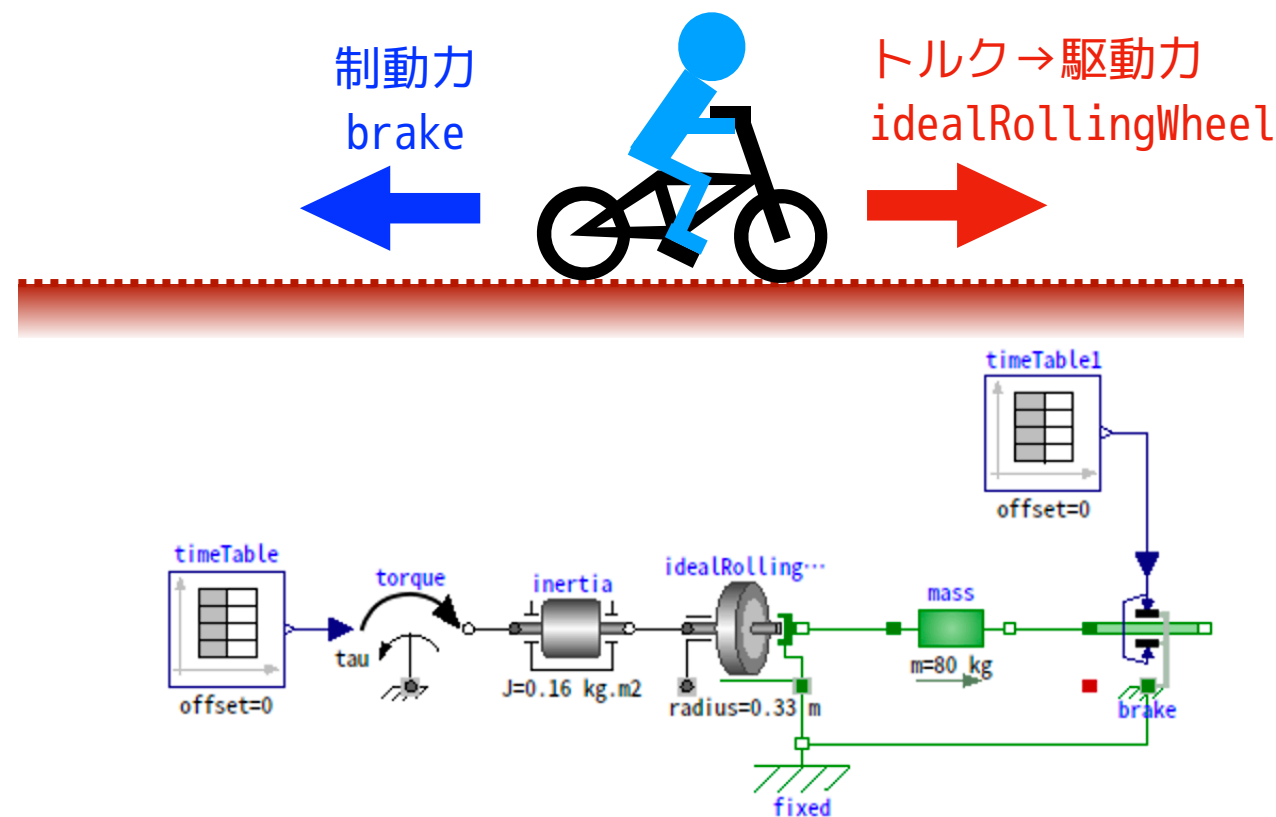 制動力
brake
トルク→駆動力
idealRollingWheel
timeTable1
offset=0
timeTable
offset=0
torque
tau
inertia
J=0.16 kg.m2
idealRolling…
radius=0.33 m
mass
m=80 kg
brake
fixed